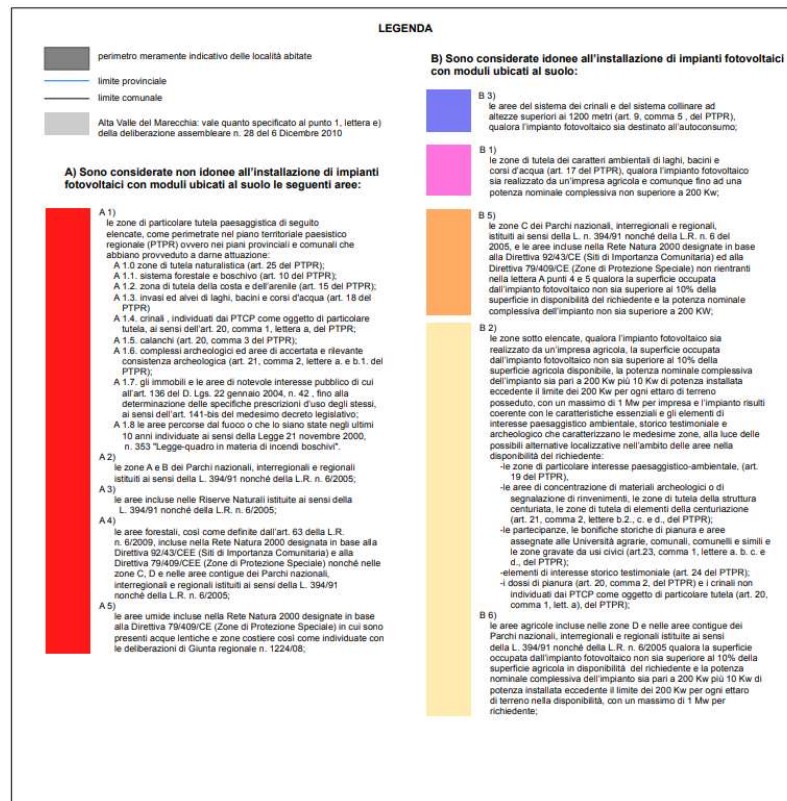 LEGENDA
perimetro meramente indicativo delle località abitate
limite provinciale
limite comunale
Alta Valle del Marecchia: vale quanto specificato al punto 1, lettera e)
della deliberazione assembleare n. 28 del 6 Dicembre 2010
A) Sono considerate non idonee all'installazione di impianti
fotovoltaici con moduli ubicati al suolo le seguenti aree:
A 1)
le zone di particolare tutela paesaggistica di seguito
elencate, come perimetrate nel piano territoriale paesistico
regionale (PTPR) ovvero nei piani provinciali e comunali che
abbiano provveduto a darne attuazione:
A 1.0 zone di tutela naturalistica (art. 25 del PTPR);
A 1.1. sistema forestale e boschivo (art. 10 del PTPR);
A 1.2. zona di tutela della costa e dell'arenile (art. 15 del PTPR);
A 1.3. invasi ed alvei di laghi, bacini e corsi d'acqua (art. 18 del
PTPR)
A 1.4. crinali , individuati dai PTCP come oggetto di particolare
tutela, ai sensi dell'art. 20, comma 1, lettera a, del PTPR;
A 1.5. calanchi (art. 20, comma 3 del PTPR);
A 1.6. complessi archeologici ed aree di accertata e rilevante
consistenza archeologica (art. 21, comma 2, lettere a. e b.1. del
PTPR);
A 1.7. gli immobili e le aree di notevole interesse pubblico di cui
all'art. 136 del D. Lgs. 22 gennaio 2004, n. 42 , fino alla
determinazione delle specifiche prescrizioni d'uso degli stessi,
ai sensi dell'art. 141-bis del medesimo decreto legislativo;
A 1.8 le aree percorse dal fuoco o che lo siano state negli ultimi
10 anni individuate ai sensi della Legge 21 novembre 2000,
n. 353 "Legge-quadro in materia di incendi boschivi".
A 2)
le zone A e B dei Parchi nazionali, interregionali e regionali
istituiti ai sensi della L. 394/91 nonché della L.R. n. 6/2005;
A 3)
le aree incluse nelle Riserve Naturali istituite ai sensi della
L. 394/91 nonché della L.R. n. 6/2005;
A 4)
le aree forestali, così come definite dall'art. 63 della L.R.
n. 6/2009, incluse nella Rete Natura 2000 designata in base alla
Direttiva 92/43/CEE (Siti di Importanza Comunitaria) e alla
Direttiva 79/409/CEE (Zone di Protezione Speciale) nonché nelle
zone C, D e nelle aree contigue dei Parchi nazionali,
interregionali e regionali istituiti ai sensi della L. 394/91
nonché della L.R. n. 6/2005;
A 5)
le aree umide incluse nella Rete Natura 2000 designate in base
alla Direttiva 79/409/CE (Zone di Protezione Speciale) in cui sono
presenti acque lentiche e zone costiere così come individuate con
le deliberazioni di Giunta regionale n. 1224/08;
B) Sono considerate idonee all'installazione di impianti fotovoltaici
con moduli ubicati al suolo:
B 3)
le aree del sistema dei crinali e del sistema collinare ad
altezze superiori ai 1200 metri (art. 9, comma 5 , del PTPR),
qualora l'impianto fotovoltaico sia destinato all'autoconsumo;
B 1)
le zone di tutela dei caratteri ambientali di laghi, bacini e
corsi d'acqua (art. 17 del PTPR), qualora l'impianto fotovoltaico
sia realizzato da un'impresa agricola e comunque fino ad una
potenza nominale complessiva non superiore a 200 Kw;
B 5)
le zone C dei Parchi nazionali, interregionali e regionali,
istituiti ai sensi della L. n. 394/91 nonché della L.R. n. 6 del
2005, e le aree incluse nella Rete Natura 2000 designate in base
alla Direttiva 92/43/CE (Siti di Importanza Comunitaria) ed alla
Direttiva 79/409/CE (Zone di Protezione Speciale) non rientranti
nella lettera A punti 4 e 5 qualora la superficie occupata
dall'impianto fotovoltaico non sia superiore al 10% della
superficie in disponibilità del richiedente e la potenza nominale
complessiva dell'impianto non sia superiore a 200 KW;
B 2)
le zone sotto elencate, qualora l'impianto fotovoltaico sia
realizzato da un'impresa agricola, la superficie occupata
dall'impianto fotovoltaico non sia superiore al 10% della
superficie agricola disponibile, la potenza nominale complessiva
dell'impianto sia pari a 200 Kw più 10 Kw di potenza installata
eccedente il limite dei 200 Kw per ogni ettaro di terreno
posseduto, con un massimo di 1 Mw per impresa e l'impianto risulti
coerente con le caratteristiche essenziali e gli elementi di
interesse paesaggistico ambientale, storico testimoniale e
archeologico che caratterizzano le medesime zone, alla luce delle
possibili alternative localizzative nell'ambito delle aree nella
disponibilità del richiedente:
-le zone di particolare interesse paesaggistico-ambientale, (art.
19 del PTPR),
-le aree di concentrazione di materiali archeologici o di
segnalazione di rinvenimenti, le zone di tutela della struttura
centuriata, le zone di tutela di elementi della centuriazione
(art. 21, comma 2, lettere b.2., c. e d., del PTPR);
-le partecipanze, le bonifiche storiche di pianura e aree
assegnate alle Università agrarie, comunali, comunelli e simili e
le zone gravate da usi civici (art.23, comma 1, lettere a. b. c. e
d., del PTPR);
-elementi di interesse storico testimoniale (art. 24 del PTPR)
-i dossi di pianura (art. 20, comma 2, del PTPR) e i crinali non
individuati dai PTCP come oggetto di particolare tutela (art. 20,
comma 1, lett. a), del PTPR);
B 6)
le aree agricole incluse nelle zone D e nelle aree contigue dei
Parchi nazionali, interregionali e regionali istituite ai sensi
della L. 394/91 nonché della L.R. n. 6/2005 qualora la superficie
occupata dall'impianto fotovoltaico non sia superiore al 10% della
superficie agricola in disponibilità del richiedente e la potenza
nominale complessiva dell'impianto sia pari a 200 Kw più 10 Kw di
potenza installata eccedente il limite dei 200 Kw per ogni ettaro
di terreno nella disponibilità, con un massimo di 1 Mw per
richiedente;